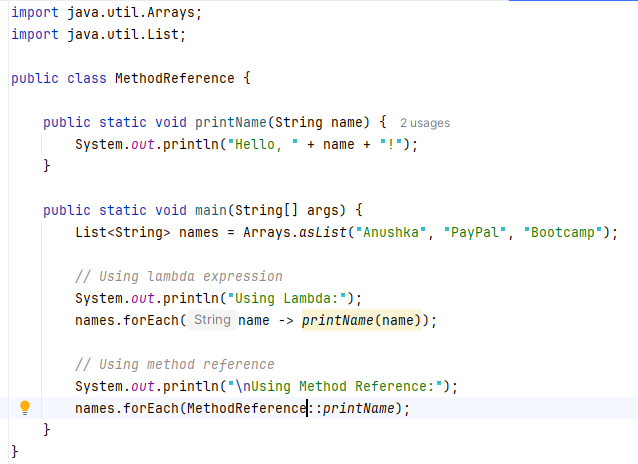 import java.util.Arrays;
import java.util.List;
public class MethodReference {
public static void printName(String name) { 2 usages
System.out.println("Hello, " + name + "!");
}
public static void main(String[] args) {
List<String> names = Arrays.asList("Anushka", "PayPal", "Bootcamp");
// Using lambda expression
System.out.println("Using Lambda:");
names.forEach( String name -> printName(name));
// Using method reference
System.out.println("\nUsing Method Reference:");
names.forEach(MethodReference::printName);
}
}